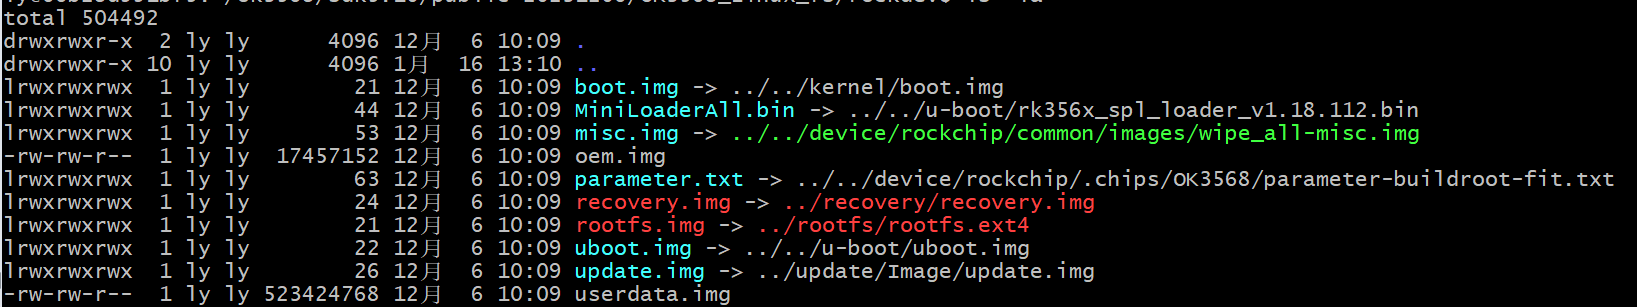 total 504492
drwxrwxr-x  2 ly ly      4096 12月  6 10:09 .
drwxrwxr-x 10 ly ly      4096 1月  16 13:10 ..
lrwxrwxrwx  1 ly ly        21 12月  6 10:09 boot.img -> ../../kernel/boot.img
lrwxrwxrwx  1 ly ly        44 12月  6 10:09 MiniLoaderAll.bin -> ../../u-boot/rk356x_spl_loader_v1.18.112.bin
lrwxrwxrwx  1 ly ly        53 12月  6 10:09 misc.img -> ../../device/rockchip/common/images/wipe_all-misc.img
-rw-rw-r--  1 ly ly  17457152 12月  6 10:09 oem.img
lrwxrwxrwx  1 ly ly        63 12月  6 10:09 parameter.txt -> ../../device/rockchip/.chips/OK3568/parameter-buildroot-fit.txt
lrwxrwxrwx  1 ly ly        24 12月  6 10:09 recovery.img -> ../recovery/recovery.img
lrwxrwxrwx  1 ly ly        21 12月  6 10:09 rootfs.img -> ../rootfs/rootfs.ext4
lrwxrwxrwx  1 ly ly        22 12月  6 10:09 uboot.img -> ../../u-boot/uboot.img
lrwxrwxrwx  1 ly ly        26 12月  6 10:09 update.img -> ../update/Image/update.img
-rw-rw-r--  1 ly ly 523424768 12月  6 10:09 userdata.img